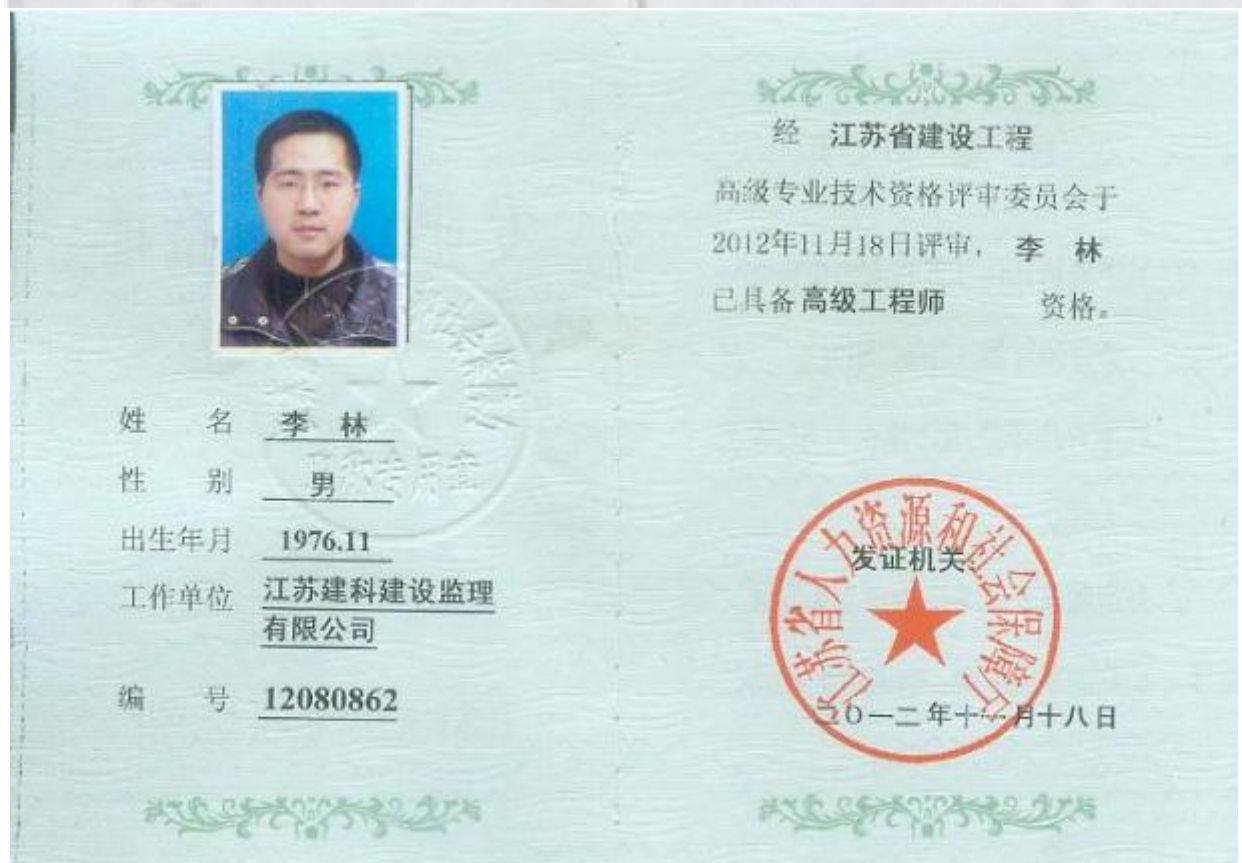 姓 名 李 林
性 别 男
出生年月 1976.11
工作单位 江苏建科建设监理
有限公司
编 号 12080862
经 江苏省建设工程
高级专业技术资格评审委员会于
2012年11月18日评审, 李 林
已具备 高级工程师 资格。
江苏省人力资源和社会保障厅
发证机关
二0一二年十一月十八日